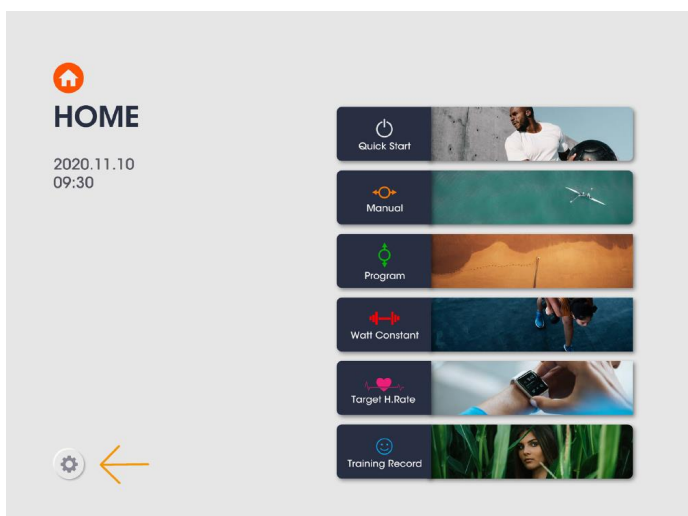 HOME
2020.11.10
09:30
Quick Start
Manual
Program
Watt Constant
Target H.Rate
Training Record